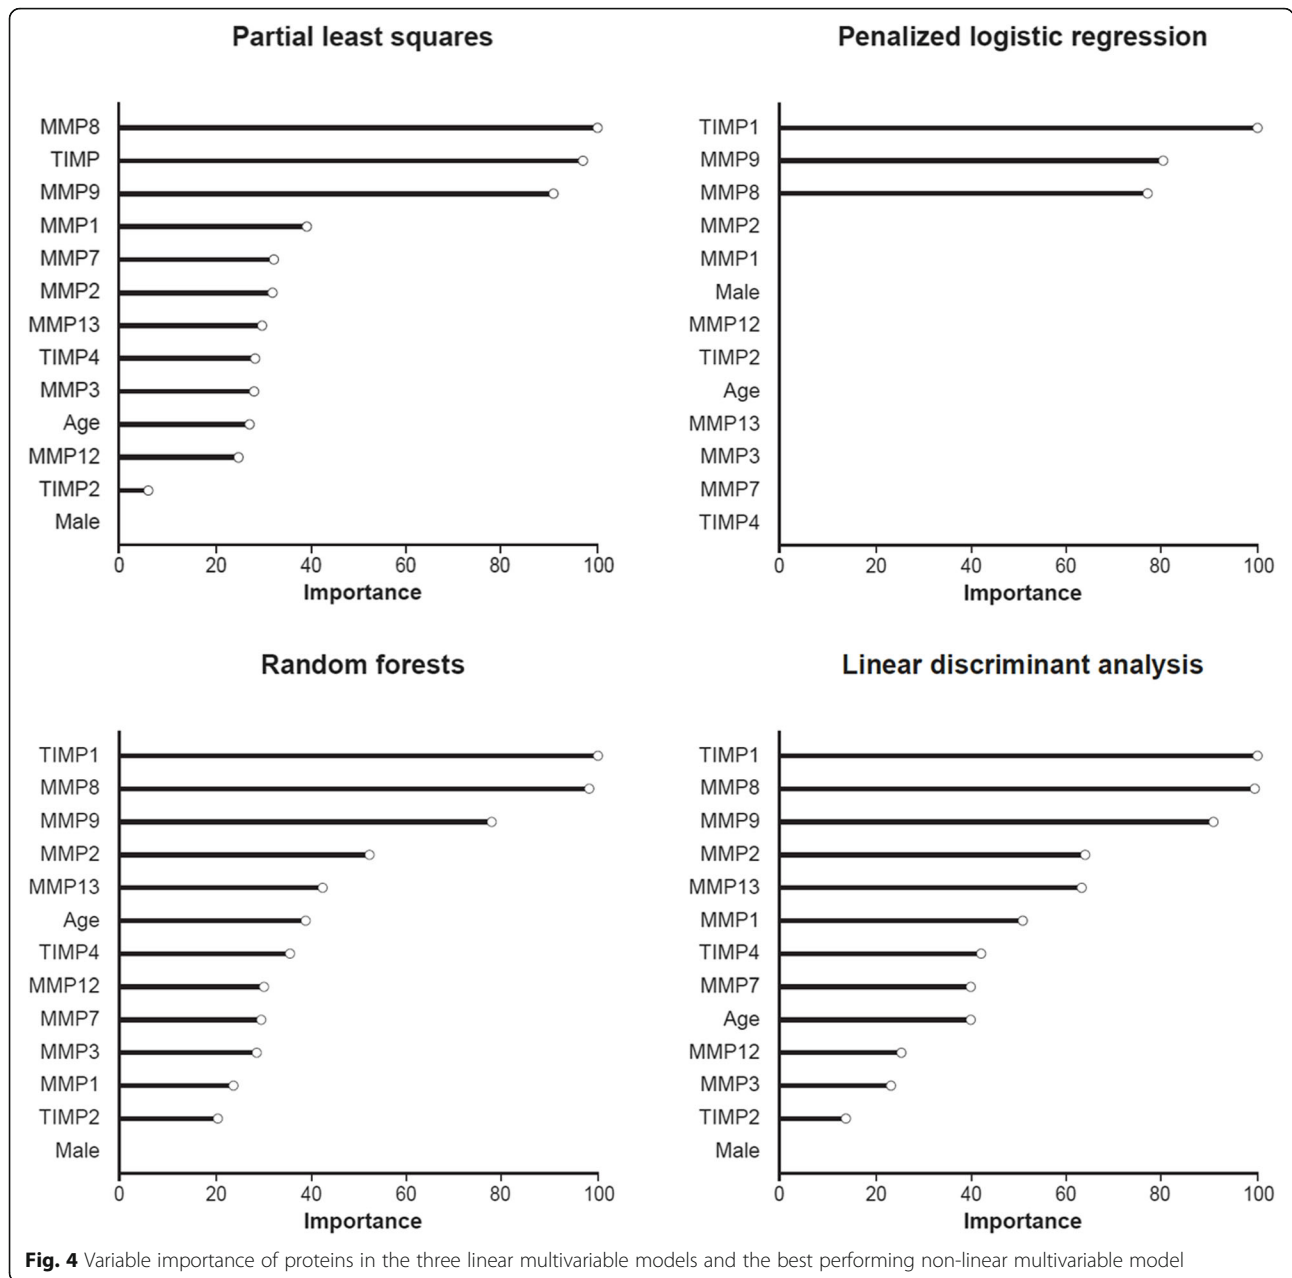 Partial least squares
MMP8
TIMP
MMP9
MMP1
MMP7
MMP2
MMP13
TIMP4
MMP3
Age
MMP12
TIMP2
Male
0 20 40 60 80 100
Importance
Penalized logistic regression
TIMP1
MMP9
MMP8
MMP2
MMP1
Male
MMP12
TIMP2
Age
MMP13
MMP3
MMP7
TIMP4
0 20 40 60 80 100
Importance
Random forests
TIMP1
MMP8
MMP9
MMP2
MMP13
Age
TIMP4
MMP12
MMP7
MMP3
MMP1
TIMP2
Male
0 20 40 60 80 100
Importance
Linear discriminant analysis
TIMP1
MMP8
MMP9
MMP2
MMP13
MMP1
TIMP4
MMP7
Age
MMP12
MMP3
TIMP2
Male
0 20 40 60 80 100
Importance
Fig. 4 Variable importance of proteins in the three linear multivariable models and the best performing non-linear multivariable model